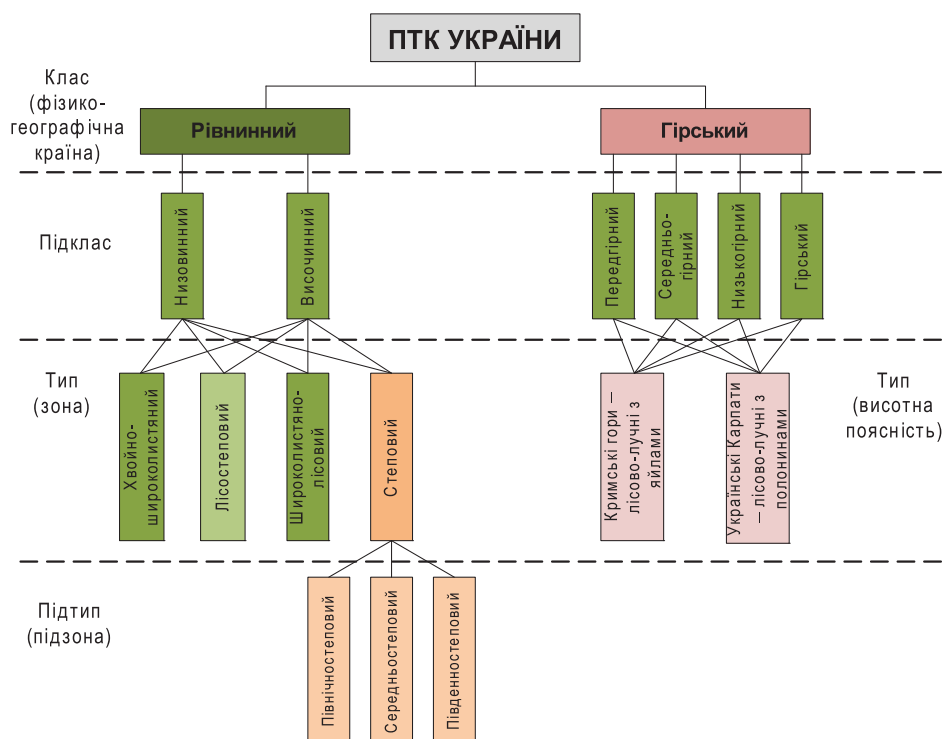 ПТК УКРАЇНИ
Клас
(фізико-
географічна
країна)
Рівнинний
Гірський
Підклас
Низовинний
Височинний
Передгірний
Середньо-
гірний
Низькогірний
Гірський
Тип
(зона)
Хвойно-
широколистяний
Лісостеповий
Широколистяно-
лісовий
Степовий
Кримські гори –
лісово-лучні з
яйлами
Українські Карпати
– лісово-лучні з
полонинами
Тип
(висотна
поясність)
Підтип
(підзона)
Північностеповий
Середньостеповий
Південностеповий